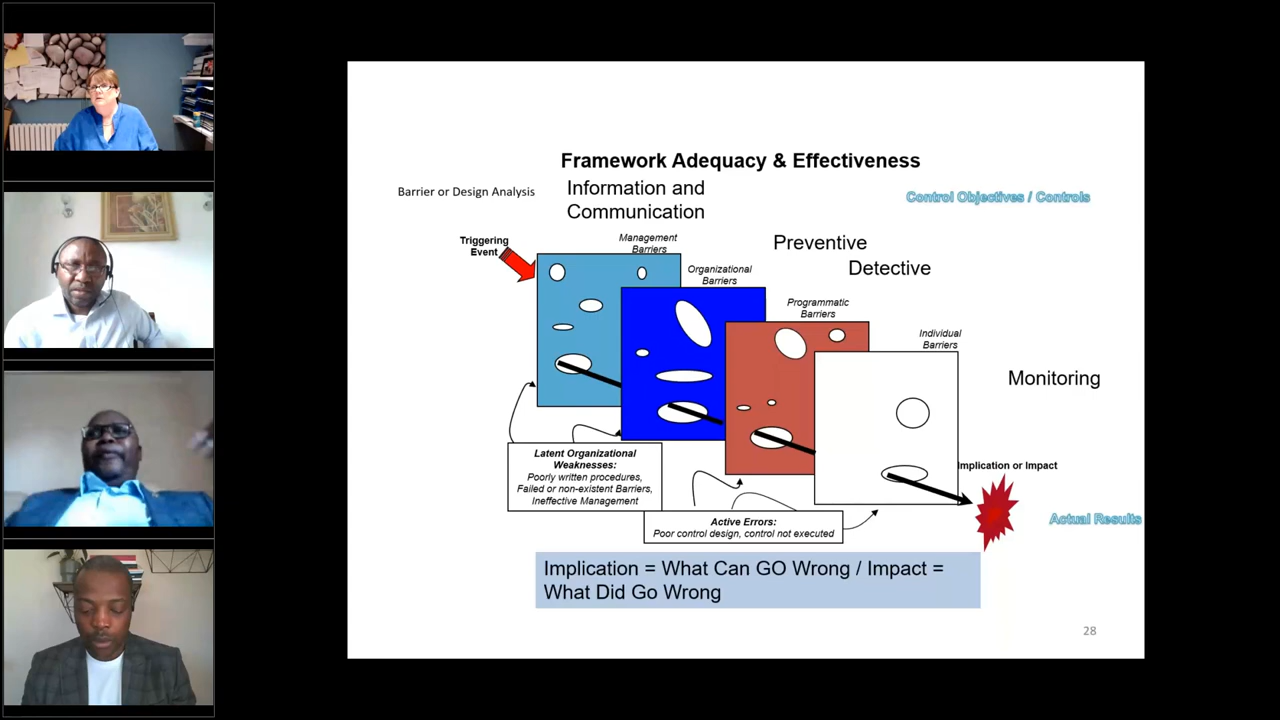 Framework Adequacy & Effectiveness
Barrier or Design Analysis
Information and
Communication
Control Objectives / Controls
Triggering
Event
Management
Barriers
Preventive
Detective
Organizational
Barriers
Programmatic
Barriers
Individual
Barriers
Monitoring
Latent Organizational
Weaknesses:
Poorly written procedures,
Failed or non-existent Barriers,
Ineffective Management
Implication or Impact
Active Errors:
Poor control design, control not executed
Actual Results
Implication = What Can GO Wrong / Impact =
What Did Go Wrong
28